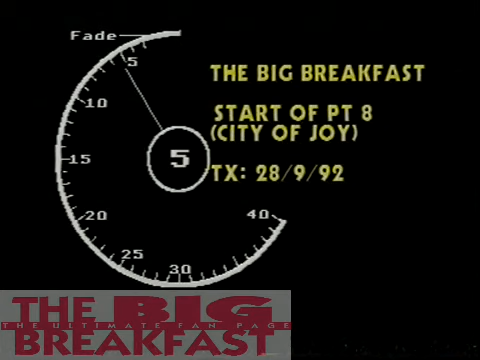 Fade
5
10
15
20
25
30
40
5
THE BIG BREAKFAST
START OF PT 8
(CITY OF JOY)
TX: 28/9/92
THE BIG
THE ULTIMATE FAN PAGE
BREAKFAST